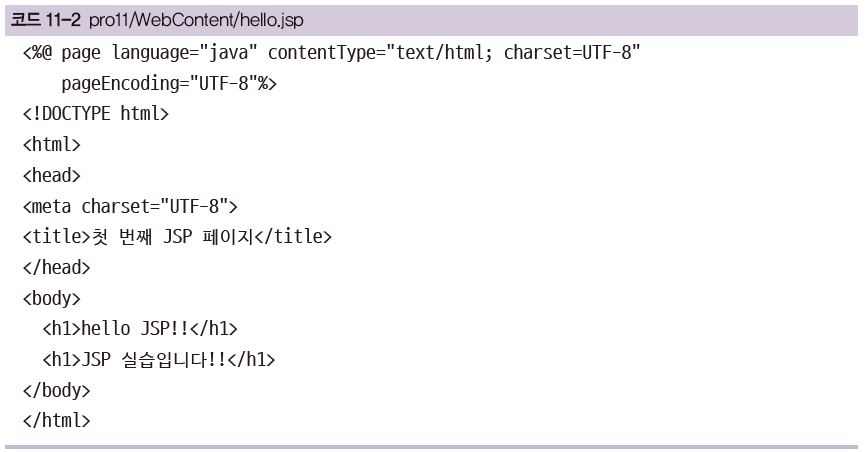 코드 11-2 pro11/WebContent/hello.jsp
<%@ page language="java" contentType="text/html; charset=UTF-8"
    pageEncoding="UTF-8"%>
<!DOCTYPE html>
<html>
<head>
<meta charset="UTF-8">
<title>첫 번째 JSP 페이지</title>
</head>
<body>
  <h1>hello JSP!!</h1>
  <h1>JSP 실습입니다!!</h1>
</body>
</html>